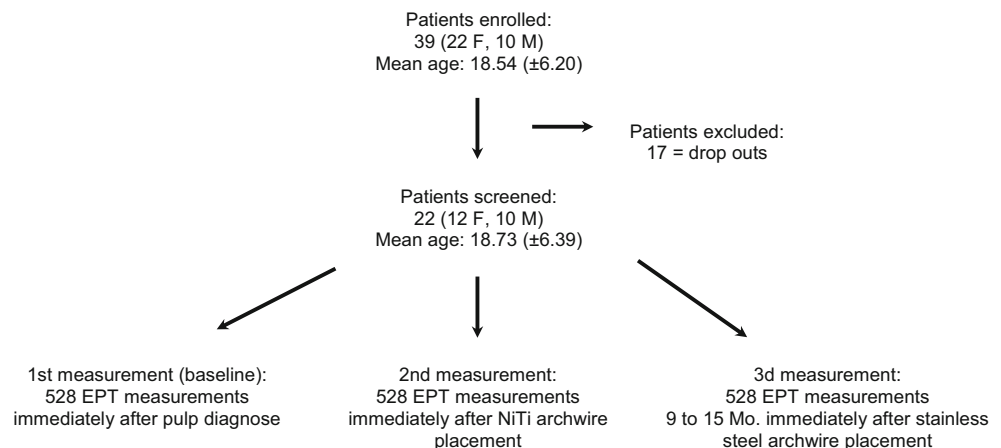 Patients enrolled:
39 (22 F, 10 M)
Mean age: 18.54 (±6.20)
Patients excluded:
17 = drop outs
Patients screened:
22 (12 F, 10 M)
Mean age: 18.73 (±6.39)
1st measurement (baseline):
528 EPT measurements
immediately after pulp diagnose
2nd measurement:
528 EPT measurements
immediately after NiTi archwire
placement
3d measurement:
528 EPT measurements
9 to 15 Mo. immediately after stainless
steel archwire placement